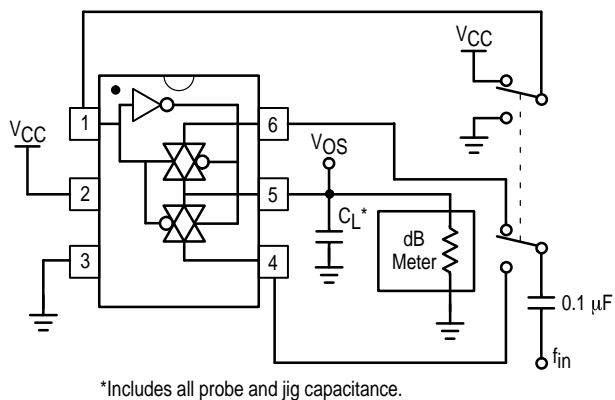 VCC
VCC
1
6
VCC
VOS
2
5
CL*
dB
Meter
3
4
0.1 μF
fin
*Includes all probe and jig capacitance.